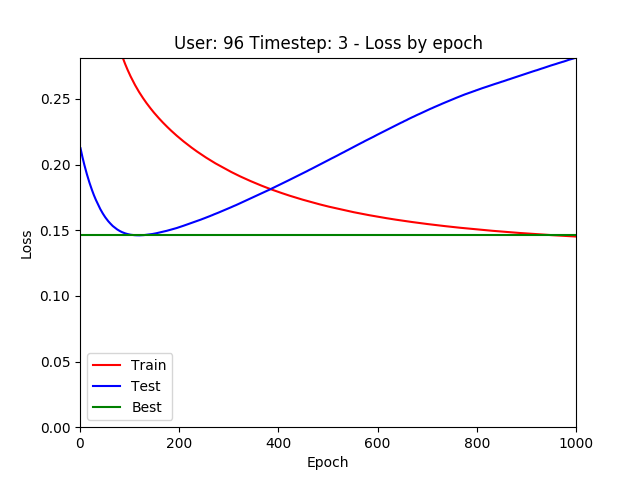 User: 96 Timestep: 3 - Loss by epoch
Loss
0.25
0.20
0.15
0.10
0.05
0.00
Train
Test
Best
0 200 400 600 800 1000
Epoch